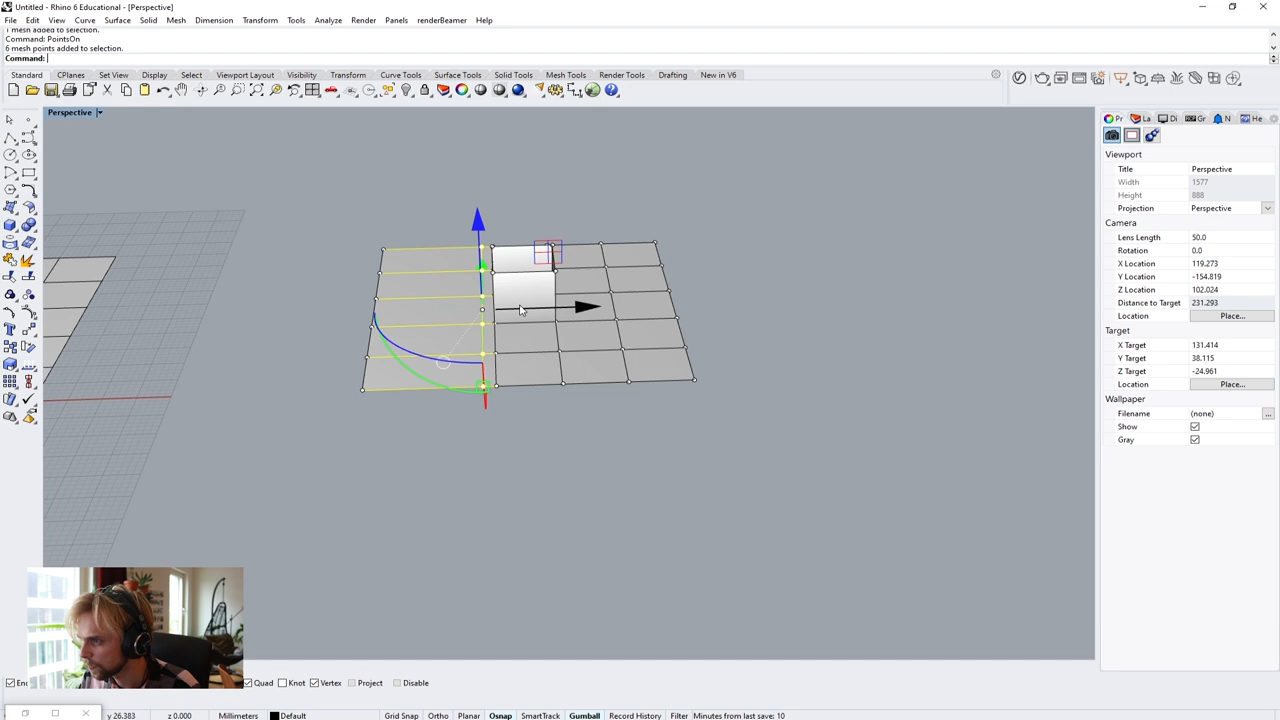 Untitled - Rhino 6 Educational - [Perspective]
File Edit View Curve Surface Solid Mesh Dimension Transform Tools Analyze Render Panels renderBeamer Help
1 mesh added to selection.
Command: PointsOn
6 mesh points added to selection.
Command:
Standard CPlanes Set View Display Select Viewport Layout Visibility Transform Curve Tools Surface Tools Solid Tools Mesh Tools Render Tools Drafting New in V6
Perspective
Pr La Di Gr N He
Viewport
Title Perspective
Width 1577
Height 888
Projection Perspective
Camera
Lens Length 50.0
Rotation 0.0
X Location 119.273
Y Location -154.819
Z Location 102.024
Distance to Target 231.293
Location Place...
Target
X Target 131.414
Y Target 38.115
Z Target -24.961
Location Place...
Wallpaper
Filename (none) ...
Show
Gray
Quad Knot Vertex Project Disable
y 26.383 z 0.000 Millimeters Default Grid Snap Ortho Planar Osnap SmartTrack Gumball Record History Filter Minutes from last save: 10